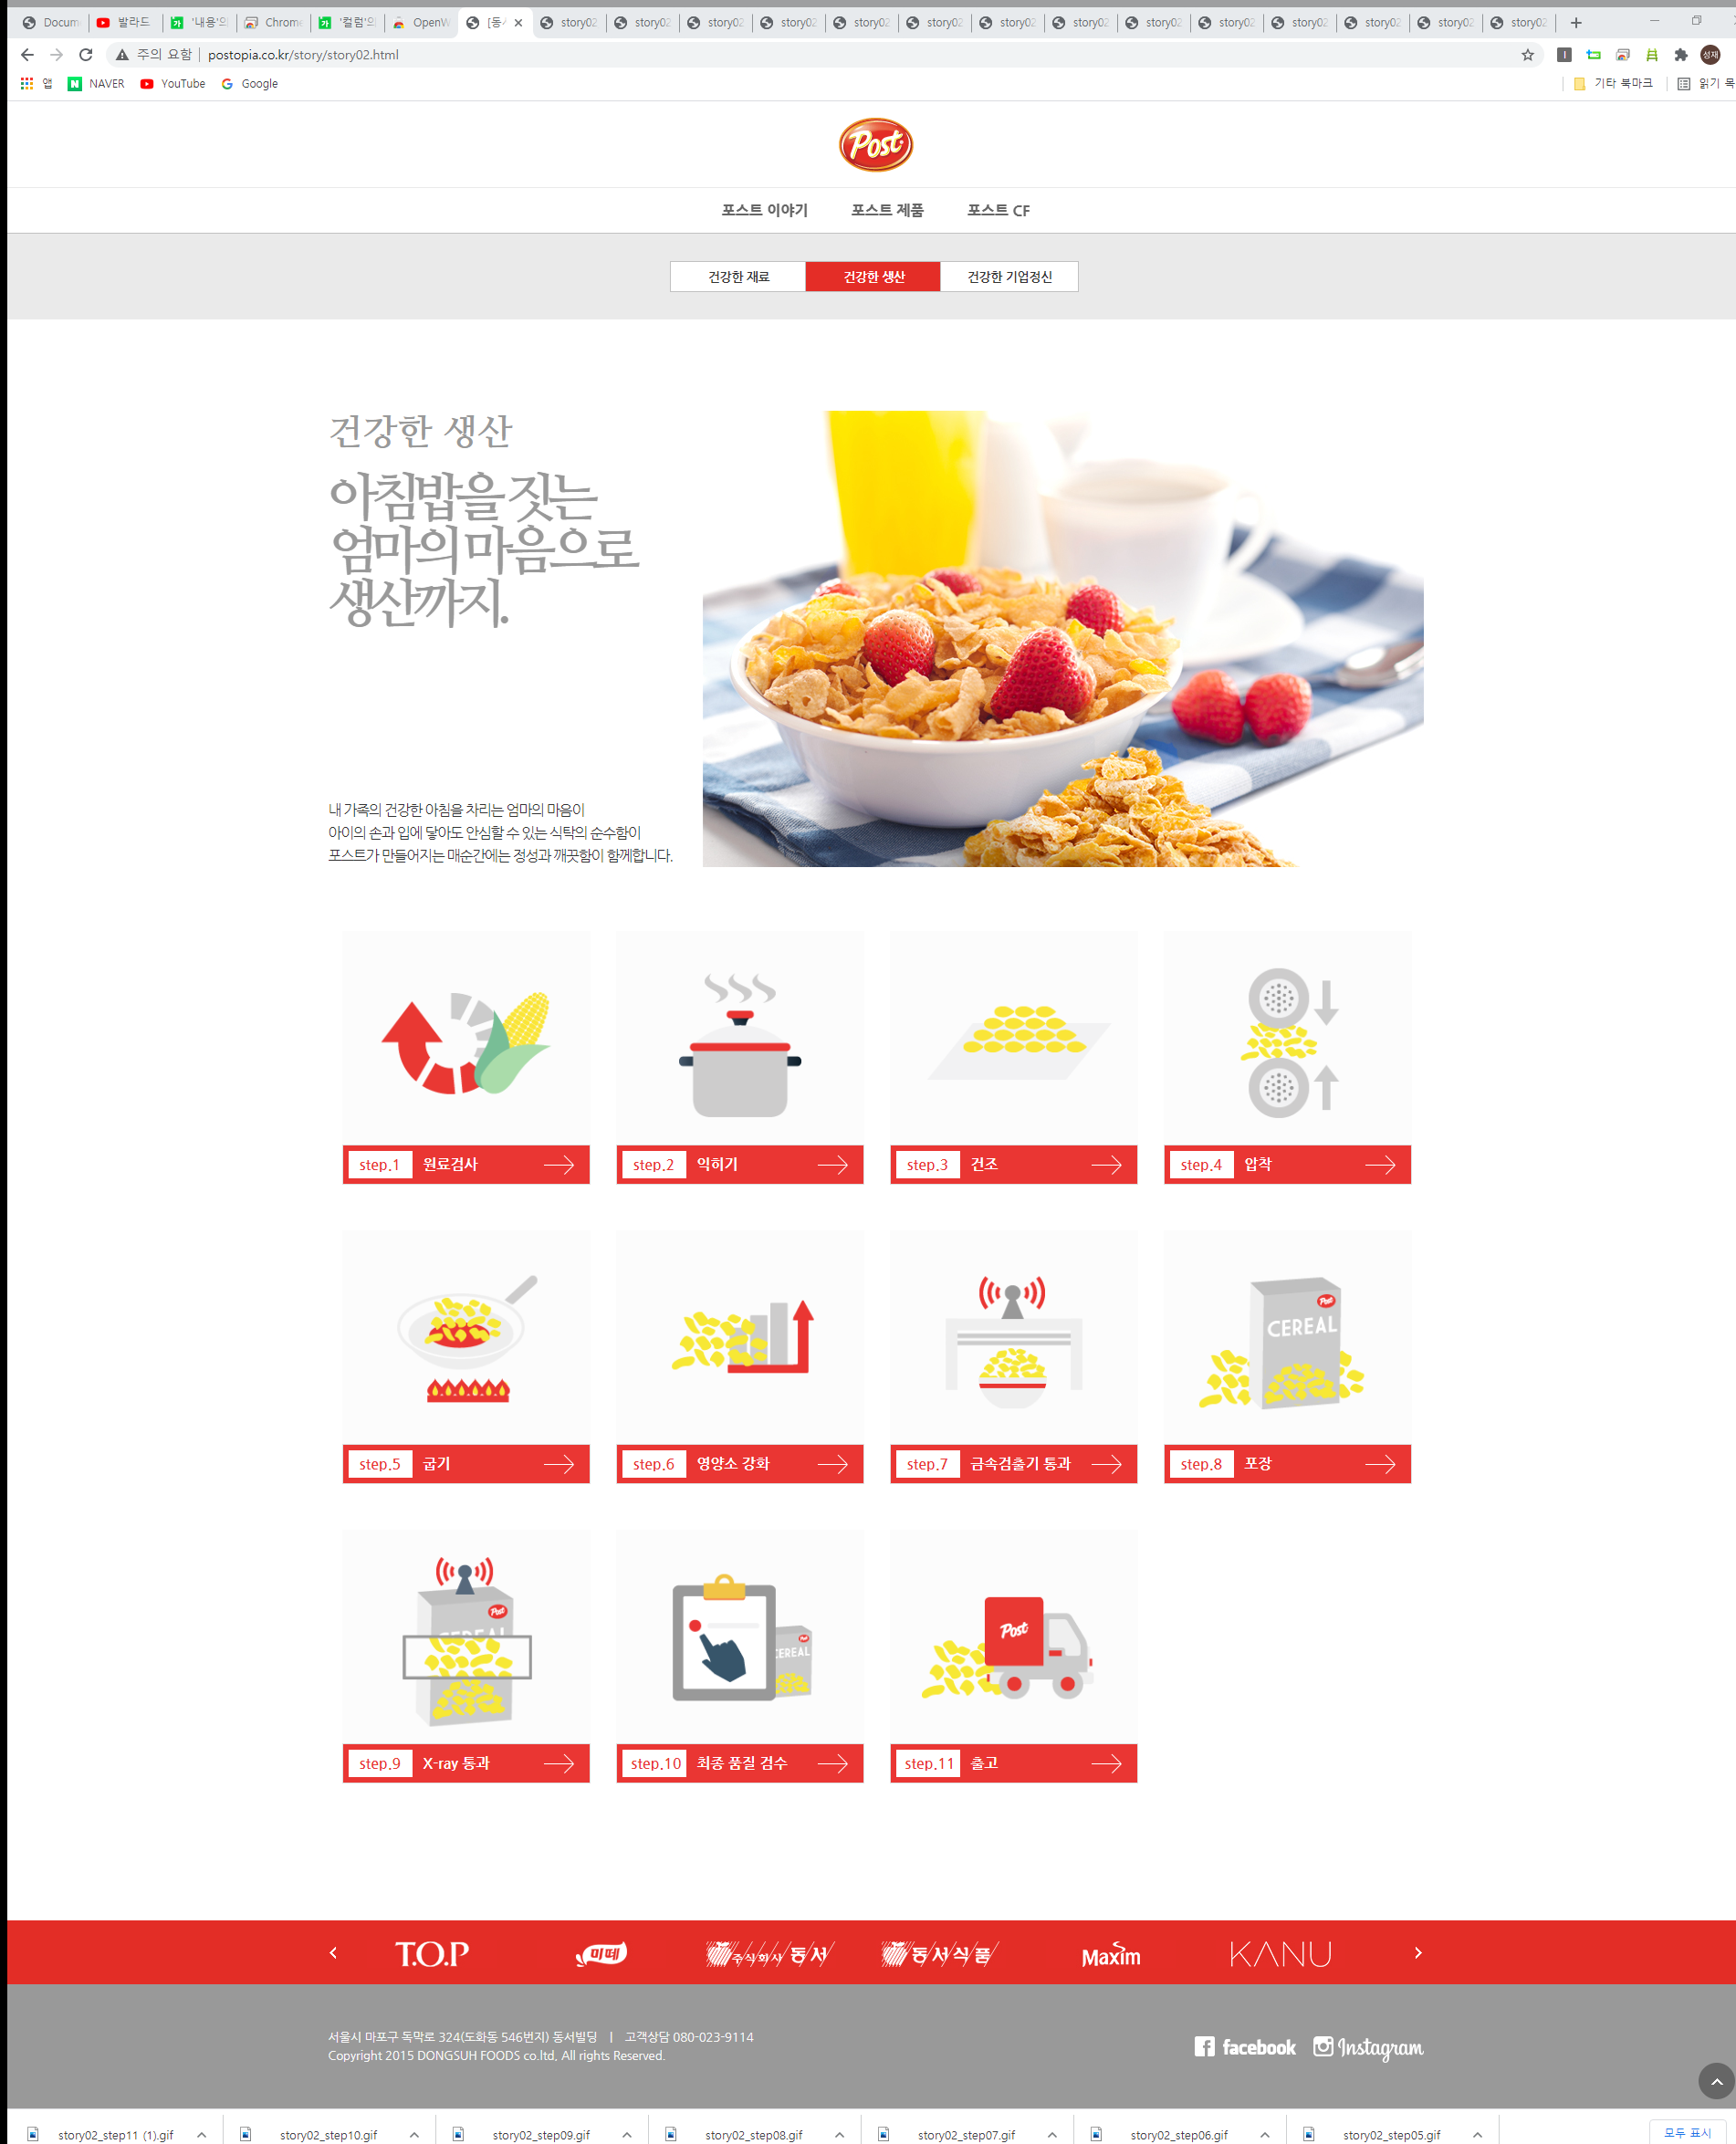 Docum
발라드
'내용'의
Chrome
'컬럼'의
OpenW
[동서
story02
story02
story02
story02
story02
story02
story02
story02
story02
story02
story02
story02
story02
story02
주의 요함
postopia.co.kr/story/story02.html
성재
앱
NAVER
YouTube
Google
기타 북마크
읽기 목
Post
포스트 이야기
포스트 제품
포스트 CF
건강한 재료
건강한 생산
건강한 기업정신
건강한 생산
아침밥을 짓는
엄마의 마음으로
생산까지.
내 가족의 건강한 아침을 차리는 엄마의 마음이
아이의 손과 입에 닿아도 안심할 수 있는 식탁의 순수함이
포스트가 만들어지는 매순간에는 정성과 깨끗함이 함께합니다.
step.1 원료검사
step.2 익히기
step.3 건조
step.4 압착
Post
CEREAL
step.5 굽기
step.6 영양소 강화
step.7 금속검출기 통과
step.8 포장
Post
CEREAL
Post
CEREAL
Post
step.9 X-ray 통과
step.10 최종 품질 검수
step.11 출고
T.O.P
미떼
주식회사 동서
동서식품
Maxim
KANU
서울시 마포구 독막로 324(도화동 546번지) 동서빌딩 | 고객상담 080-023-9114
Copyright 2015 DONGSUH FOODS co.ltd, All rights Reserved.
facebook
Instagram
story02_step11 (1).gif
story02_step10.gif
story02_step09.gif
story02_step08.gif
story02_step07.gif
story02_step06.gif
story02_step05.gif
모두 표시